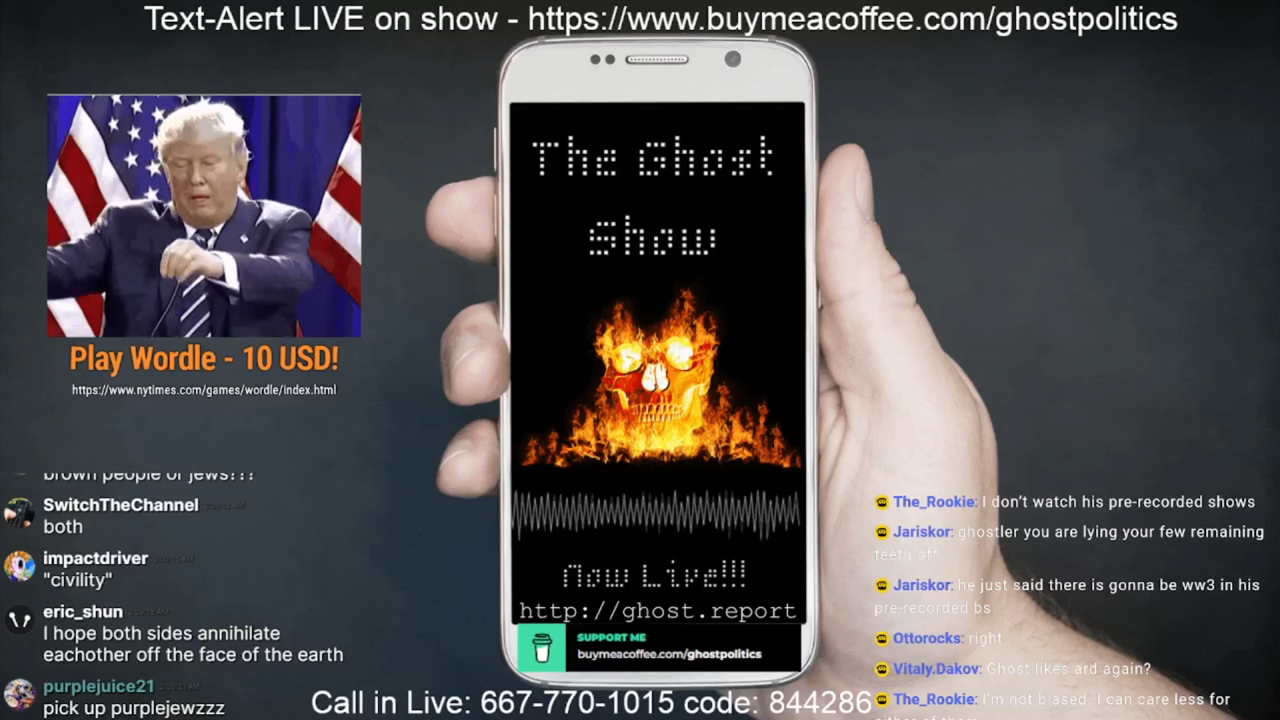 Text-Alert LIVE on show - https://www.buymeacoffee.com/ghostpolitics
The Ghost
Show
Now Live!!!
http://ghost.report
SUPPORT ME
buymeacoffee.com/ghostpolitics
Play Wordle - 10 USD!
https://www.nytimes.com/games/wordle/index.html
brown people or jews???
SwitchTheChannel
both
impactdriver
"civility"
eric_shun
I hope both sides annihilate
eachother off the face of the earth
purplejuice21
pick up purplejewzzz
The_Rookie: I don't watch his pre-recorded shows
Jariskor: ghostler you are lying your few remaining
teeth off
Jariskor: he just said there is gonna be ww3 in his
pre-recorded bs
Ottorocks: right
Vitaly.Dakov: Ghost likes ard again?
The_Rookie: I'm not biased. I can care less for
either of them
Call in Live: 667-770-1015 code: 844286